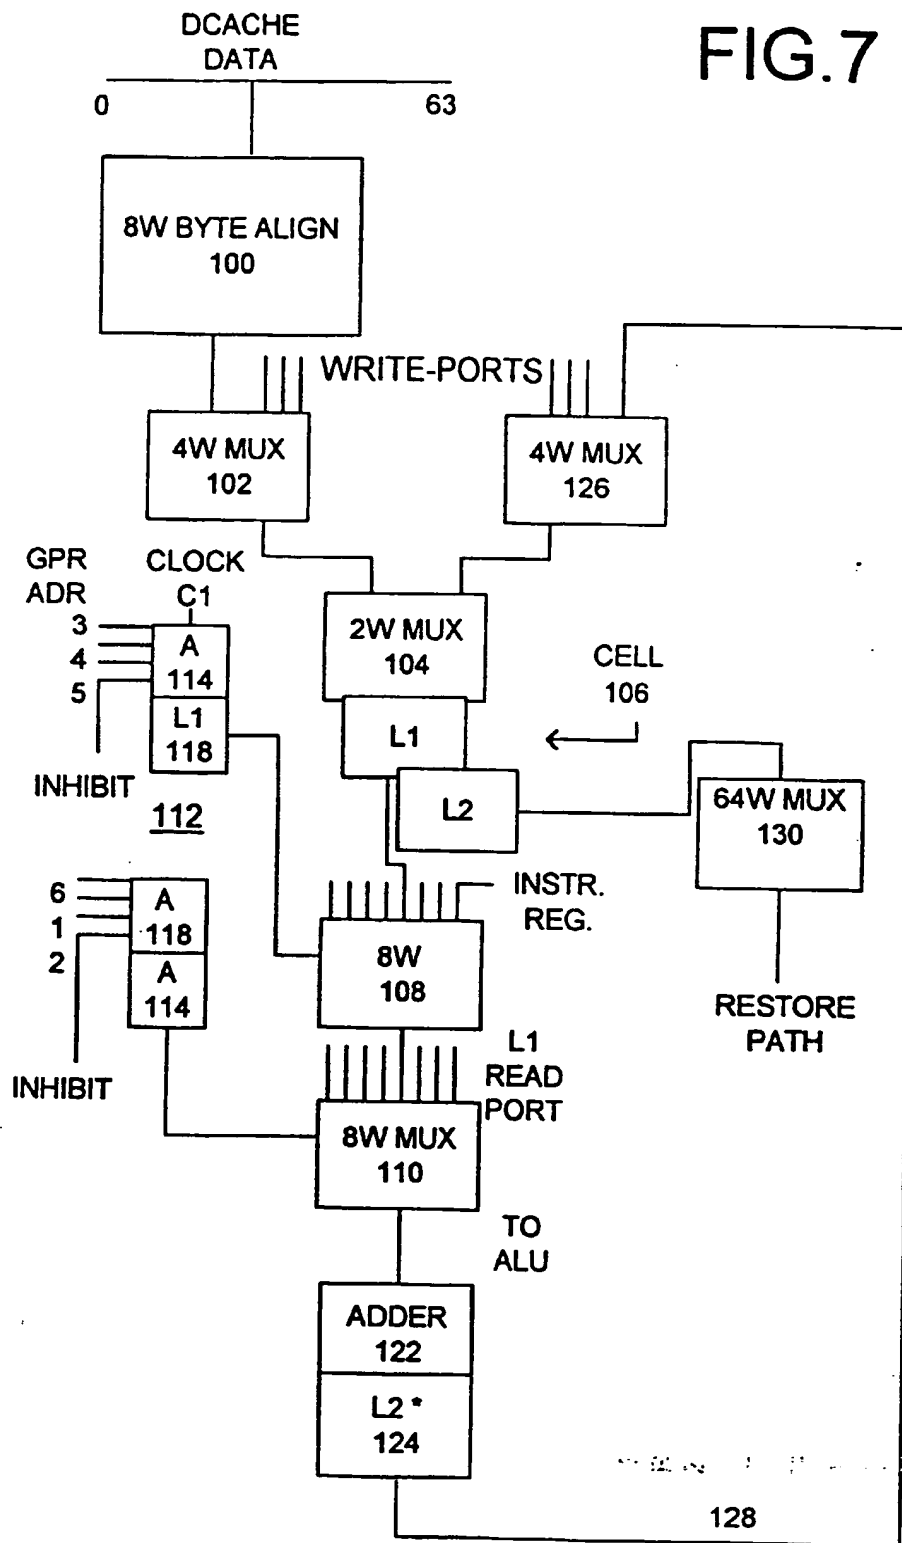 DCACHE
DATA
FIG.7
0
63
8W BYTE ALIGN
100
WRITE-PORTS
4W MUX
102
4W MUX
126
GPR
ADR
CLOCK
C1
3
4
5
A
114
L1
118
INHIBIT
112
2W MUX
104
L1
L2
CELL
106
64W MUX
130
RESTORE
PATH
6
1
2
A
118
A
114
INHIBIT
INSTR.
REG.
8W
108
L1
READ
PORT
8W MUX
110
TO
ALU
ADDER
122
L2 *
124
128